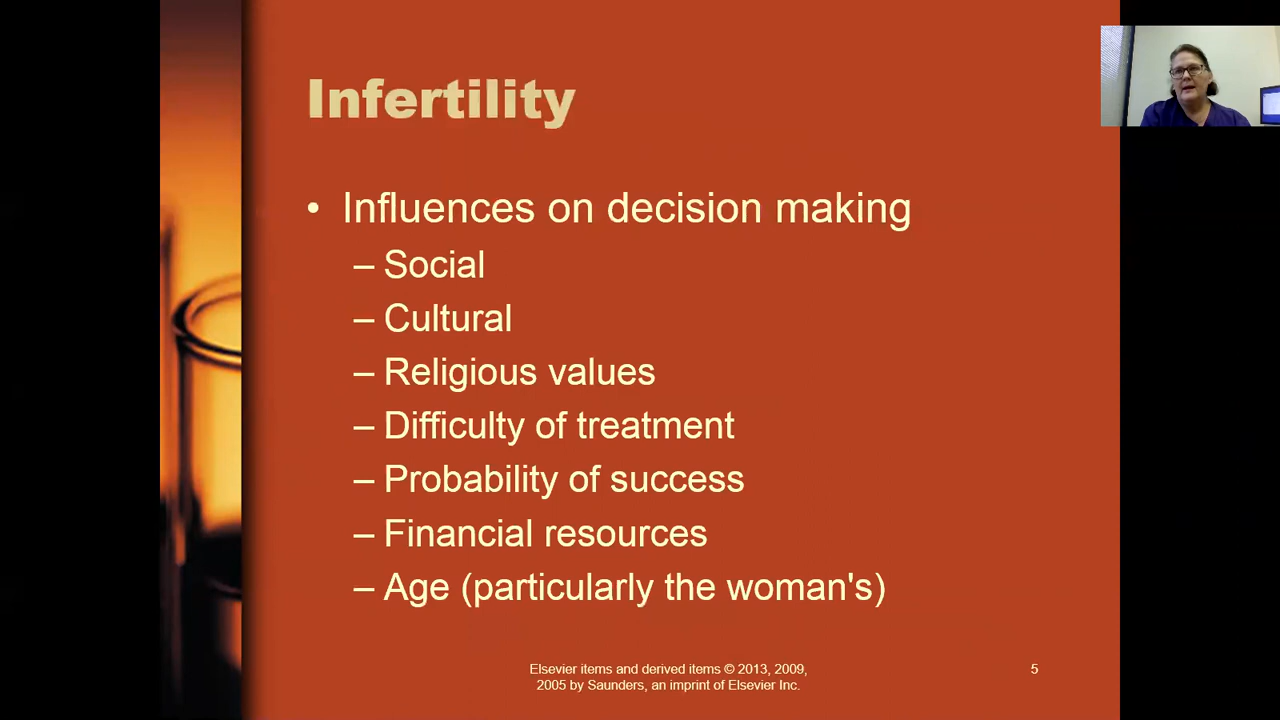 Infertility
• Influences on decision making
– Social
– Cultural
– Religious values
– Difficulty of treatment
– Probability of success
– Financial resources
– Age (particularly the woman's)
Elsevier items and derived items © 2013, 2009,
2005 by Saunders, an imprint of Elsevier Inc.
5